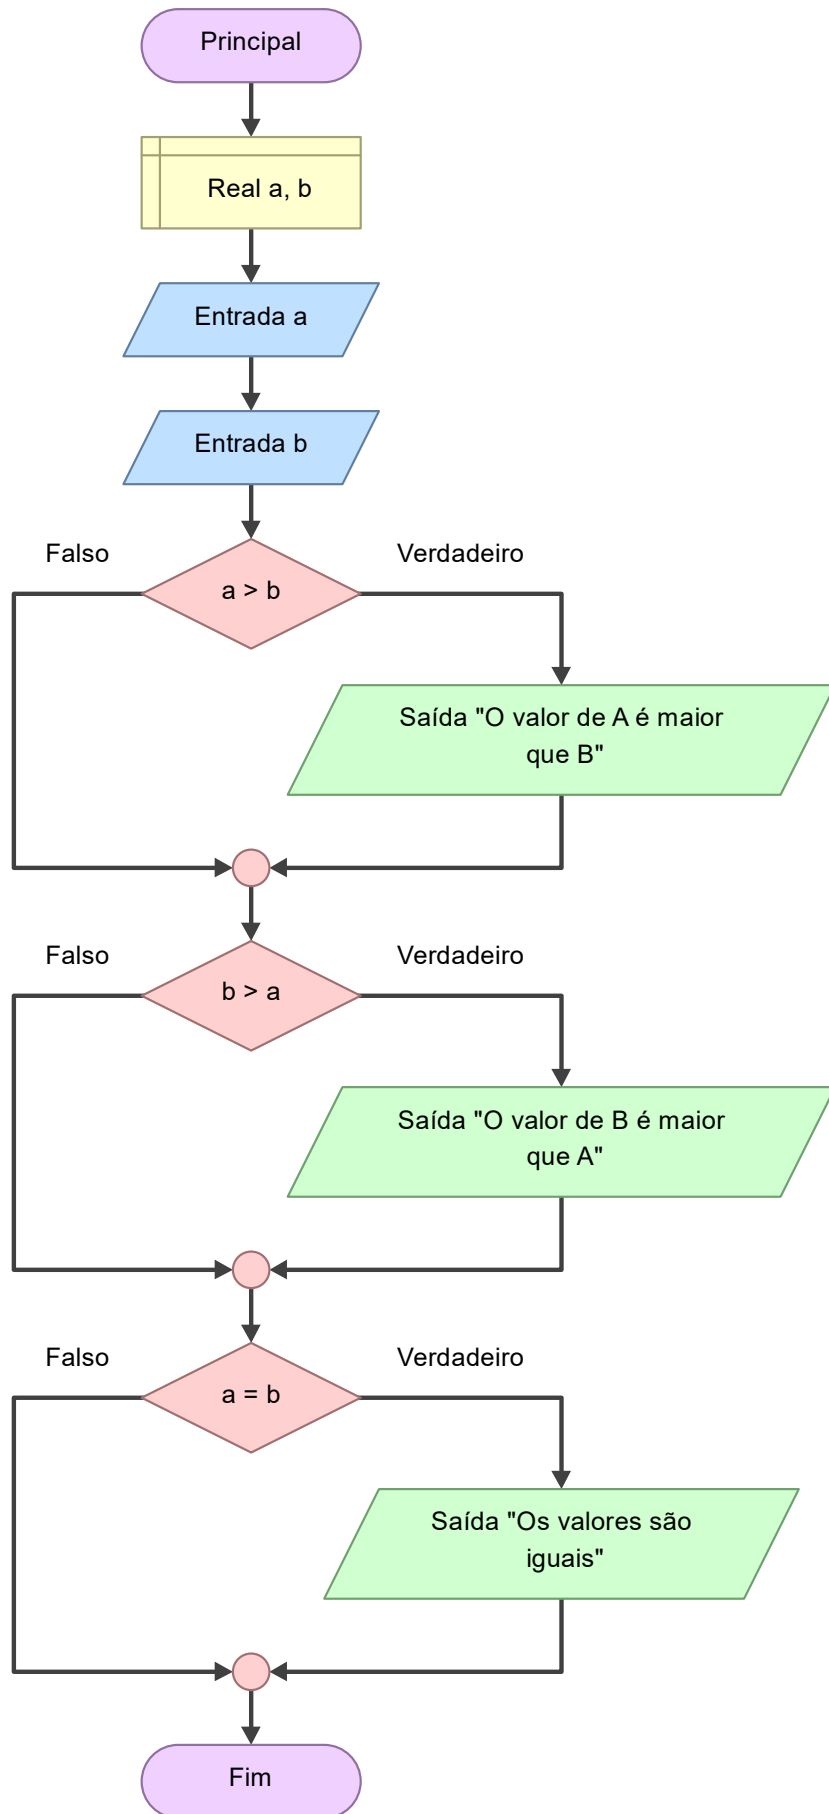 Principal
Real a, b
Entrada a
Entrada b
Falso
Verdadeiro
a > b
Saída "O valor de A é maior
que B"
Falso
Verdadeiro
b > a
Saída "O valor de B é maior
que A"
Falso
Verdadeiro
a = b
Saída "Os valores são
iguais"
Fim